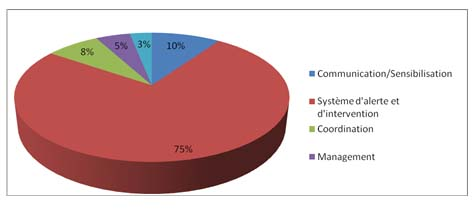 3%
5%
10%
8%
75%
Communication/Sensibilisation
Système d'alerte et
d'intervention
Coordination
Management